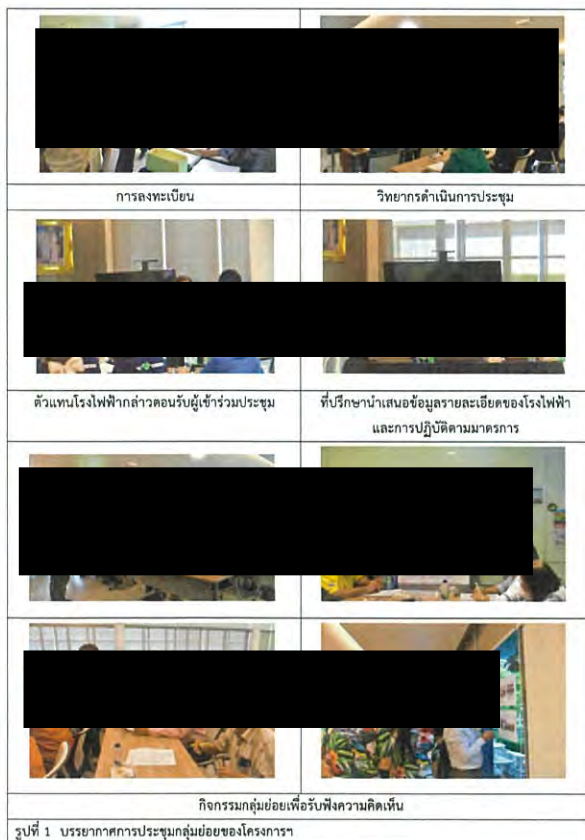 การลงทะเบียน
วิทยากรดำเนินการประชุม
ตัวแทนโรงไฟฟ้ากล่าวตอนรับผู้เข้าร่วมประชุม
ที่ปรึกษานำเสนอข้อมูลรายละเอียดของโรงไฟฟ้า
และการปฏิบัติตามมาตรการ
กิจกรรมกลุ่มย่อยเพื่อรับฟังความคิดเห็น
รูปที่ 1 บรรยากาศการประชุมกลุ่มย่อยของโครงการฯ